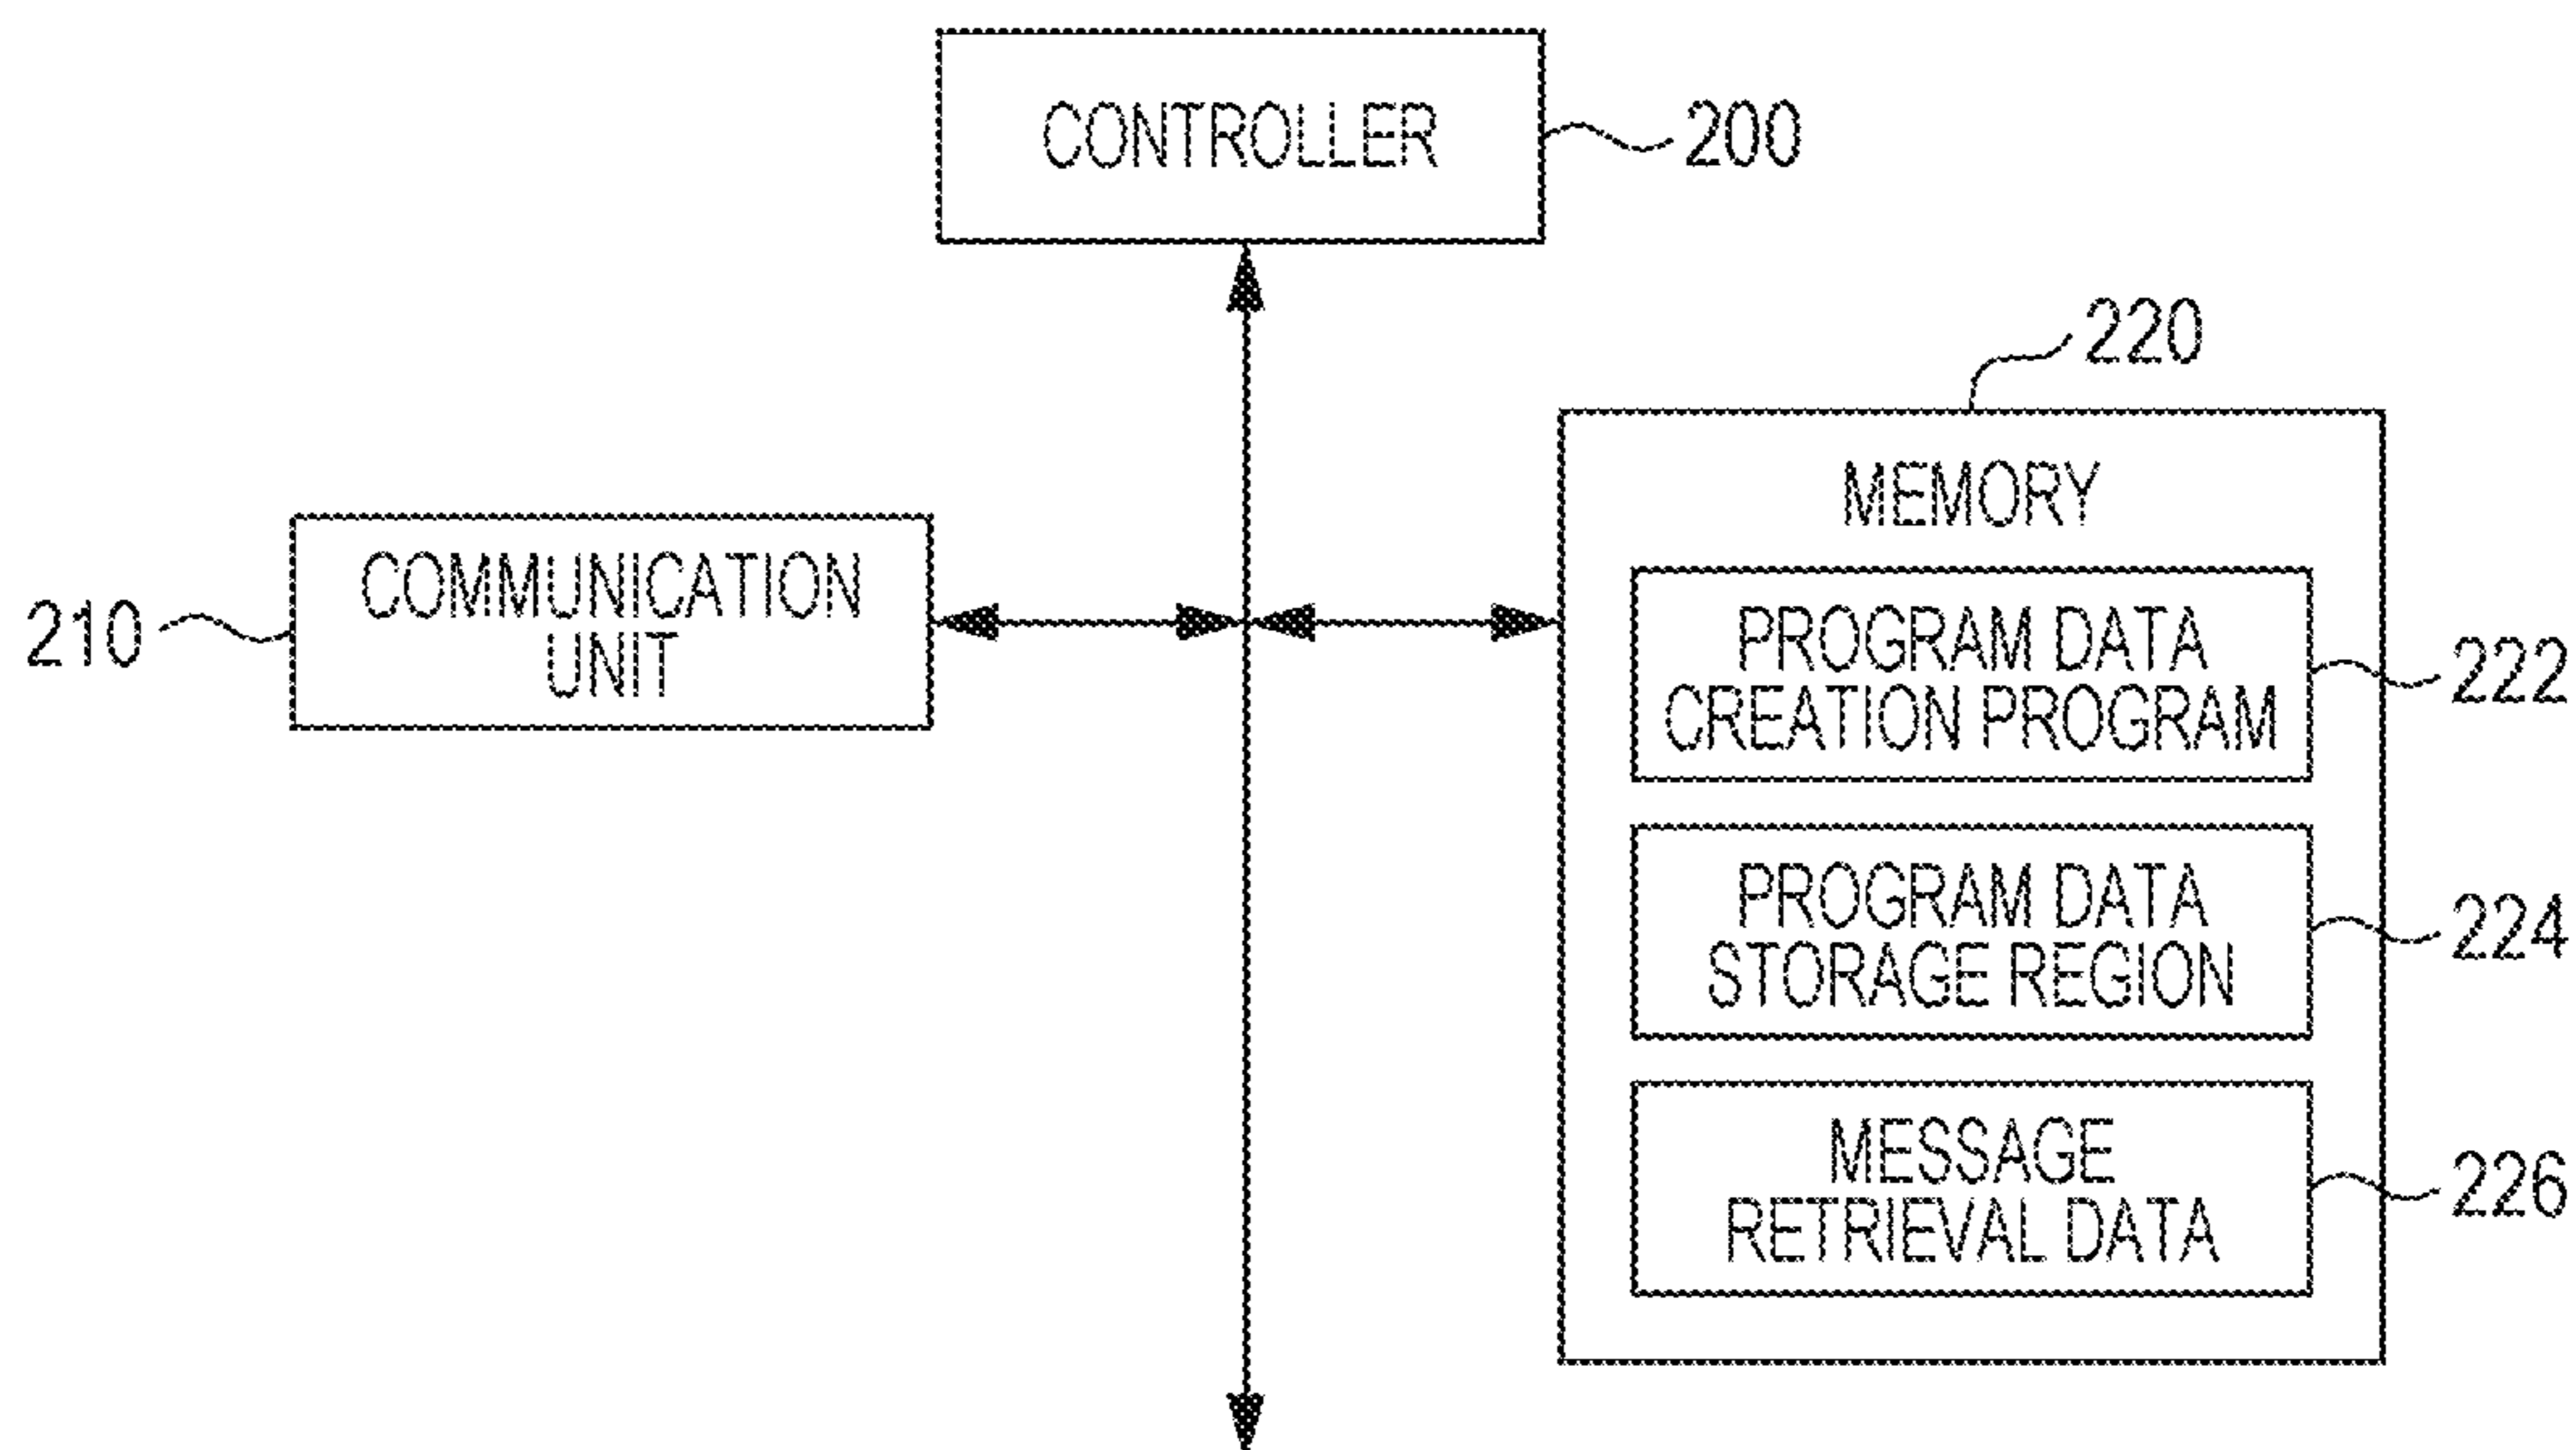 CONTROLLER
200
220
MEMORY
COMMUNICATION
UNIT
210
PROGRAM DATA
CREATION PROGRAM
222
PROGRAM DATA
STORAGE REGION
224
MESSAGE
RETRIEVAL DATA
226